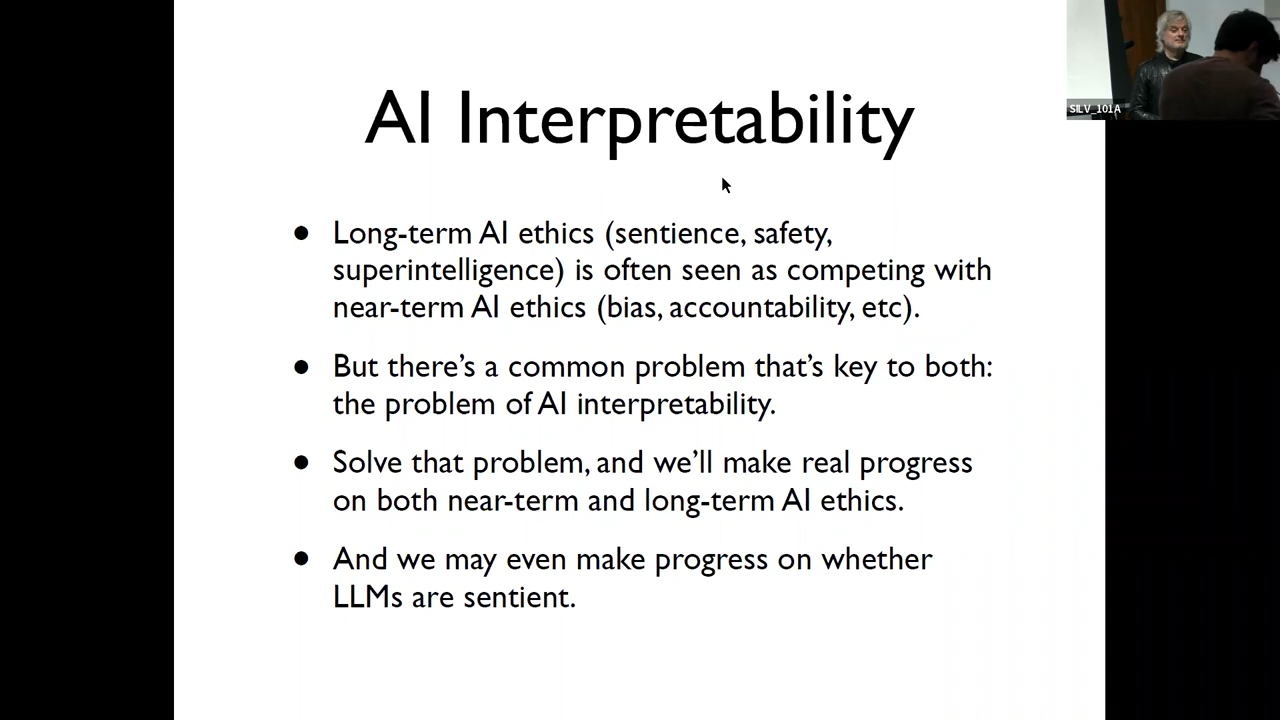 SILV_101A
AI Interpretability
• Long-term AI ethics (sentience, safety,
superintelligence) is often seen as competing with
near-term AI ethics (bias, accountability, etc).
• But there’s a common problem that’s key to both:
the problem of AI interpretability.
• Solve that problem, and we’ll make real progress
on both near-term and long-term AI ethics.
• And we may even make progress on whether
LLMs are sentient.